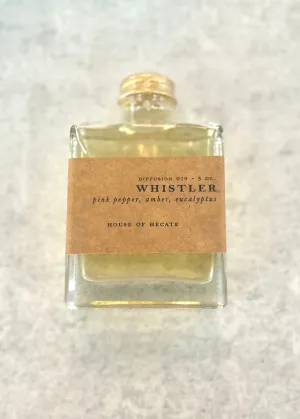 DIFFUSION 019 - 5 oz.
WHISTLER
pink pepper, amber, eucalyptus
HOUSE OF HECATE